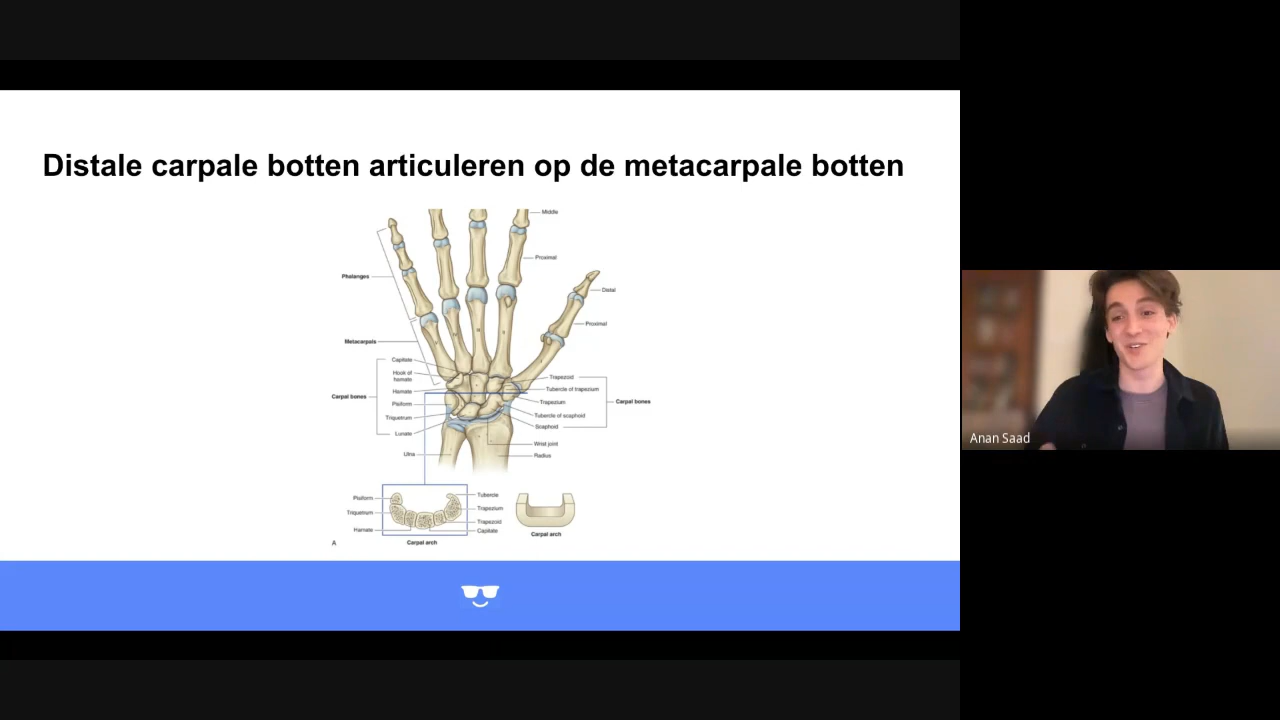 Distale carpale botten articuleren op de metacarpale botten
Middle
Proximal
Phalanges
Distal
Proximal
Metacarpals
Capitate
Hook of
hamate
Hamate
Carpal bones
Pisiform
Triquetrum
Lunate
Ulna
Trapezoid
Tubercle of trapezium
Trapezium
Carpal bones
Tubercle of scaphoid
Scaphoid
Wrist joint
Radius
Pisiform
Triquetrum
Hamate
Tubercle
Trapezium
Trapezoid
Capitate
Carpal arch
Carpal arch
A
Anan Saad